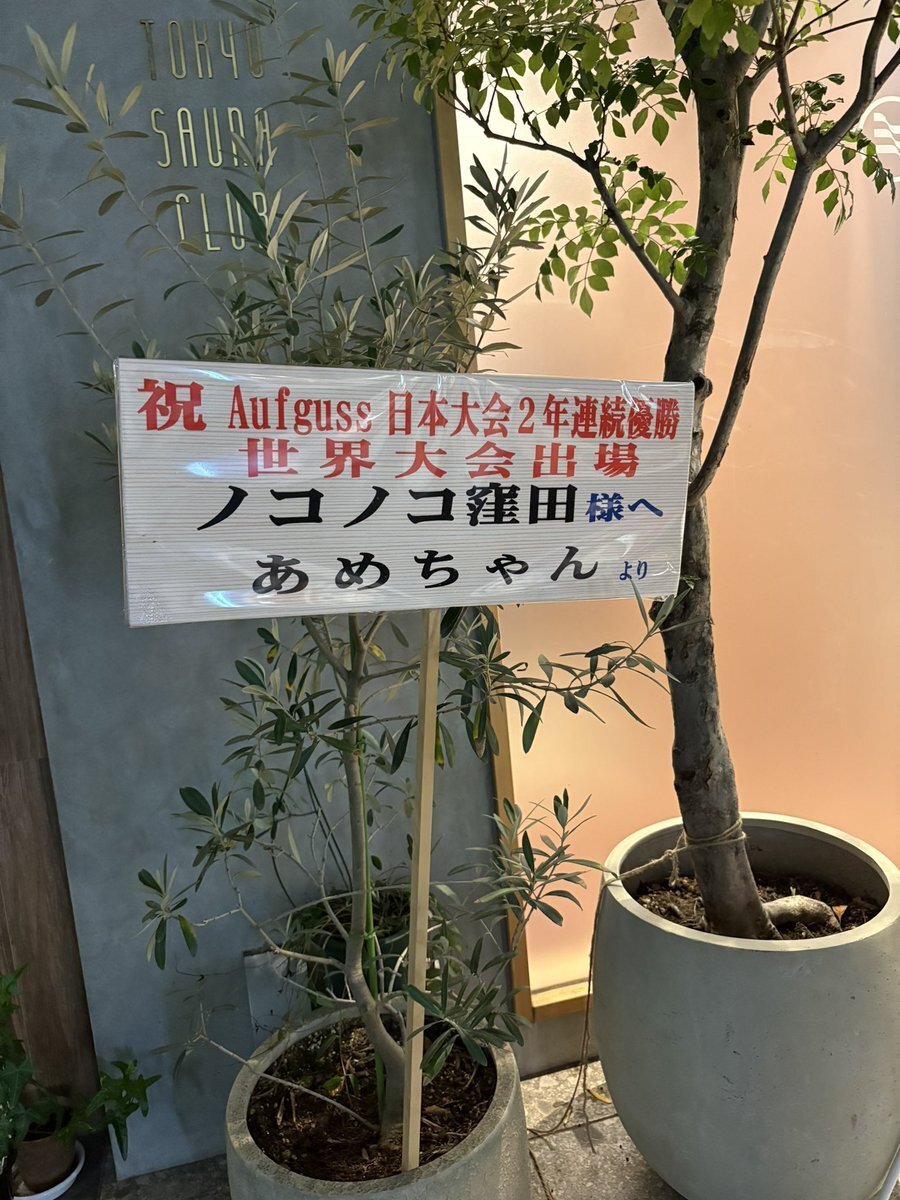 TOKYO
SAUNA
CLUB
祝 Aufguss 日本大会2年連続優勝
世界大会出場
ノコノコ窪田様へ
あめちゃんより